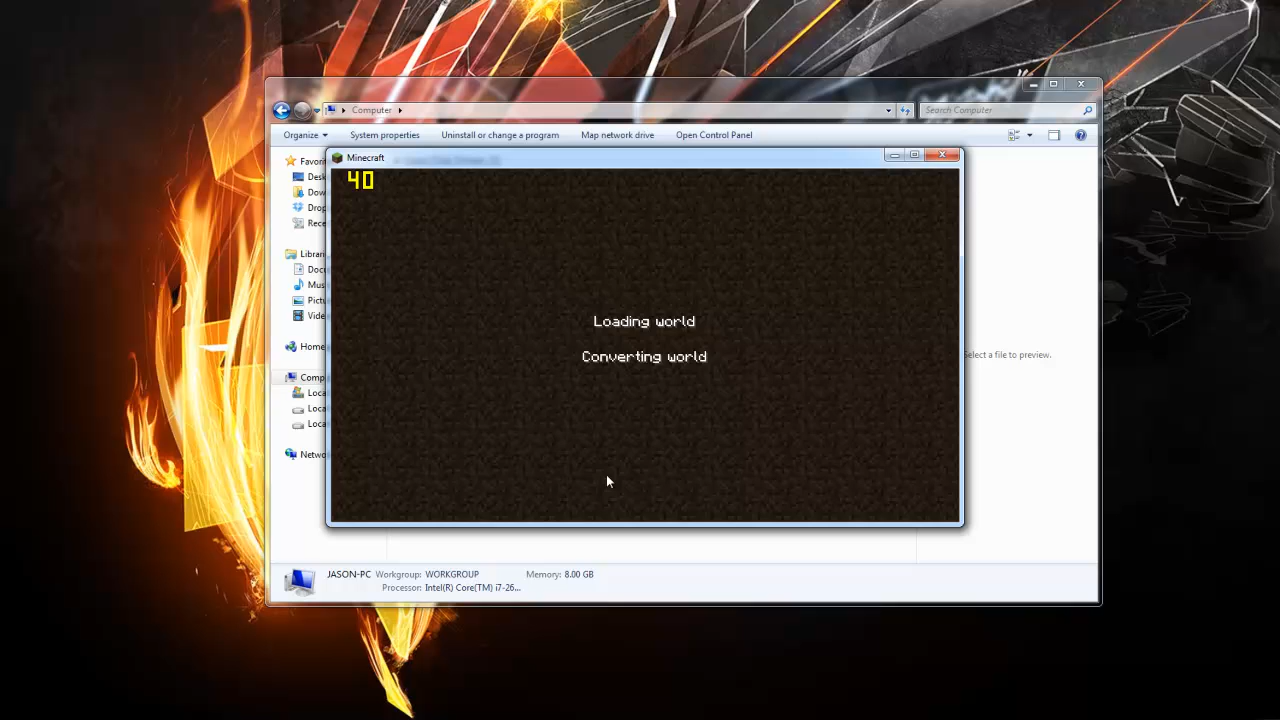 Computer
Search Computer
Organize
System properties
Uninstall or change a program
Map network drive
Open Control Panel
Minecraft
40
Loading world
Converting world
Select a file to preview.
JASON-PC
Workgroup: WORKGROUP
Memory: 8.00 GB
Processor: Intel(R) Core(TM) i7-26...
Favori
Desk
Dow
Drop
Rece
Librar
Docu
Mus
Pictu
Vide
Home
Comp
Loca
Loca
Loca
Netwo